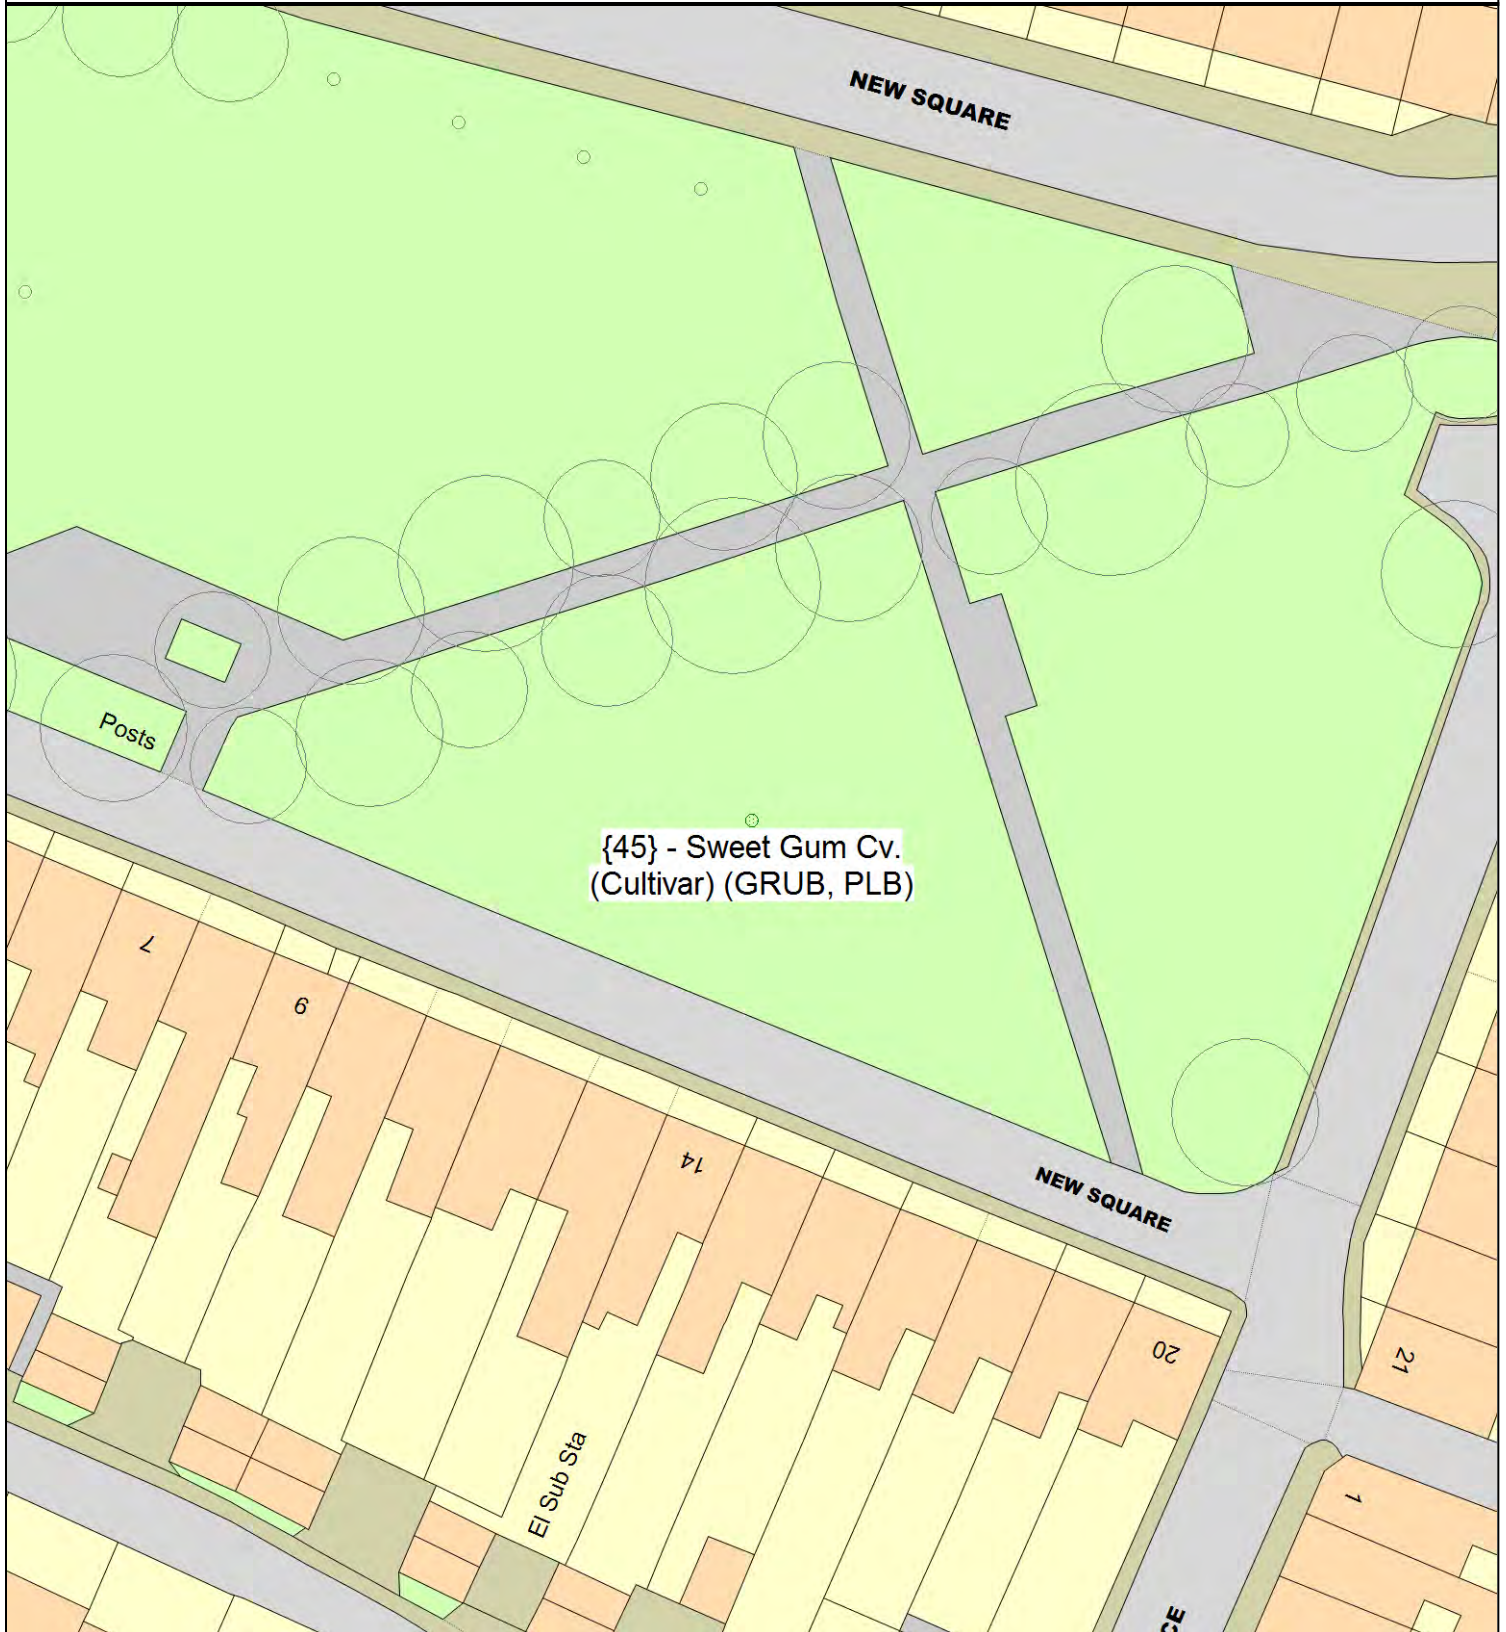 NEW SQUARE
Posts
{45} - Sweet Gum Cv.
(Cultivar) (GRUB, PLB)
7
9
14
NEW SQUARE
20
21
El Sub Sta
1
CE